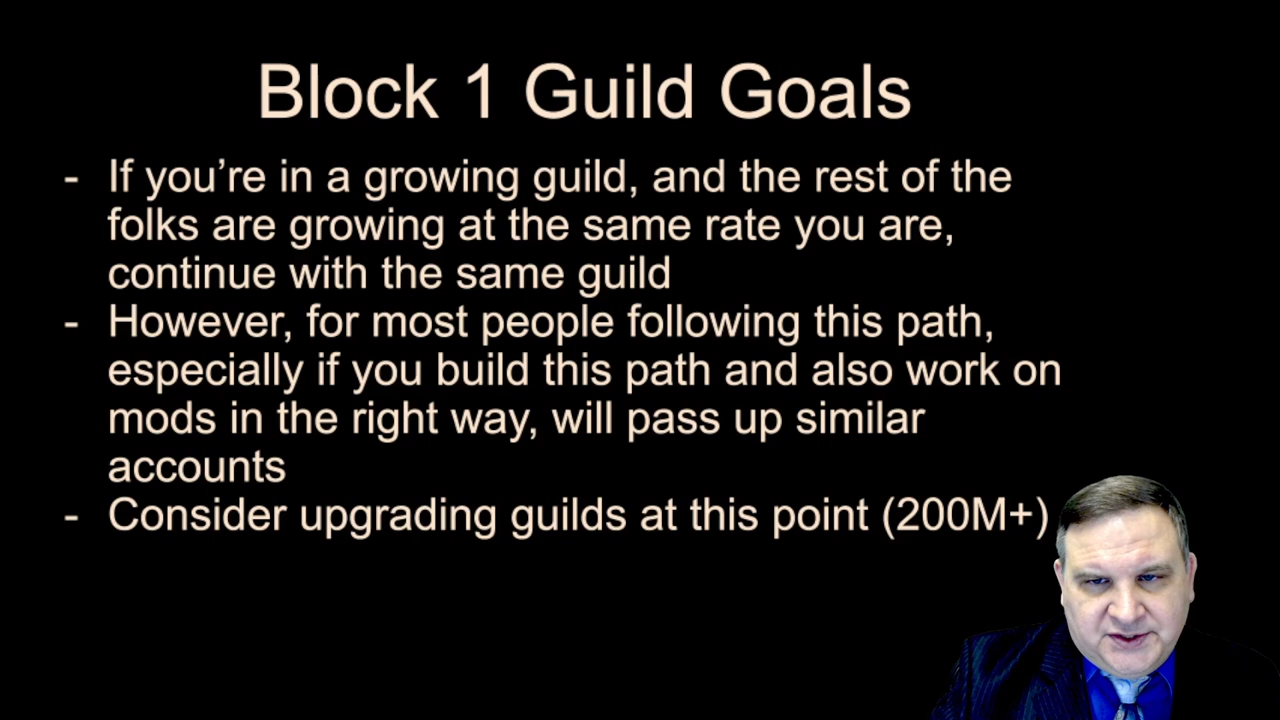 Block 1 Guild Goals
- If you’re in a growing guild, and the rest of the
folks are growing at the same rate you are,
continue with the same guild
- However, for most people following this path,
especially if you build this path and also work on
mods in the right way, will pass up similar
accounts
- Consider upgrading guilds at this point (200M+)